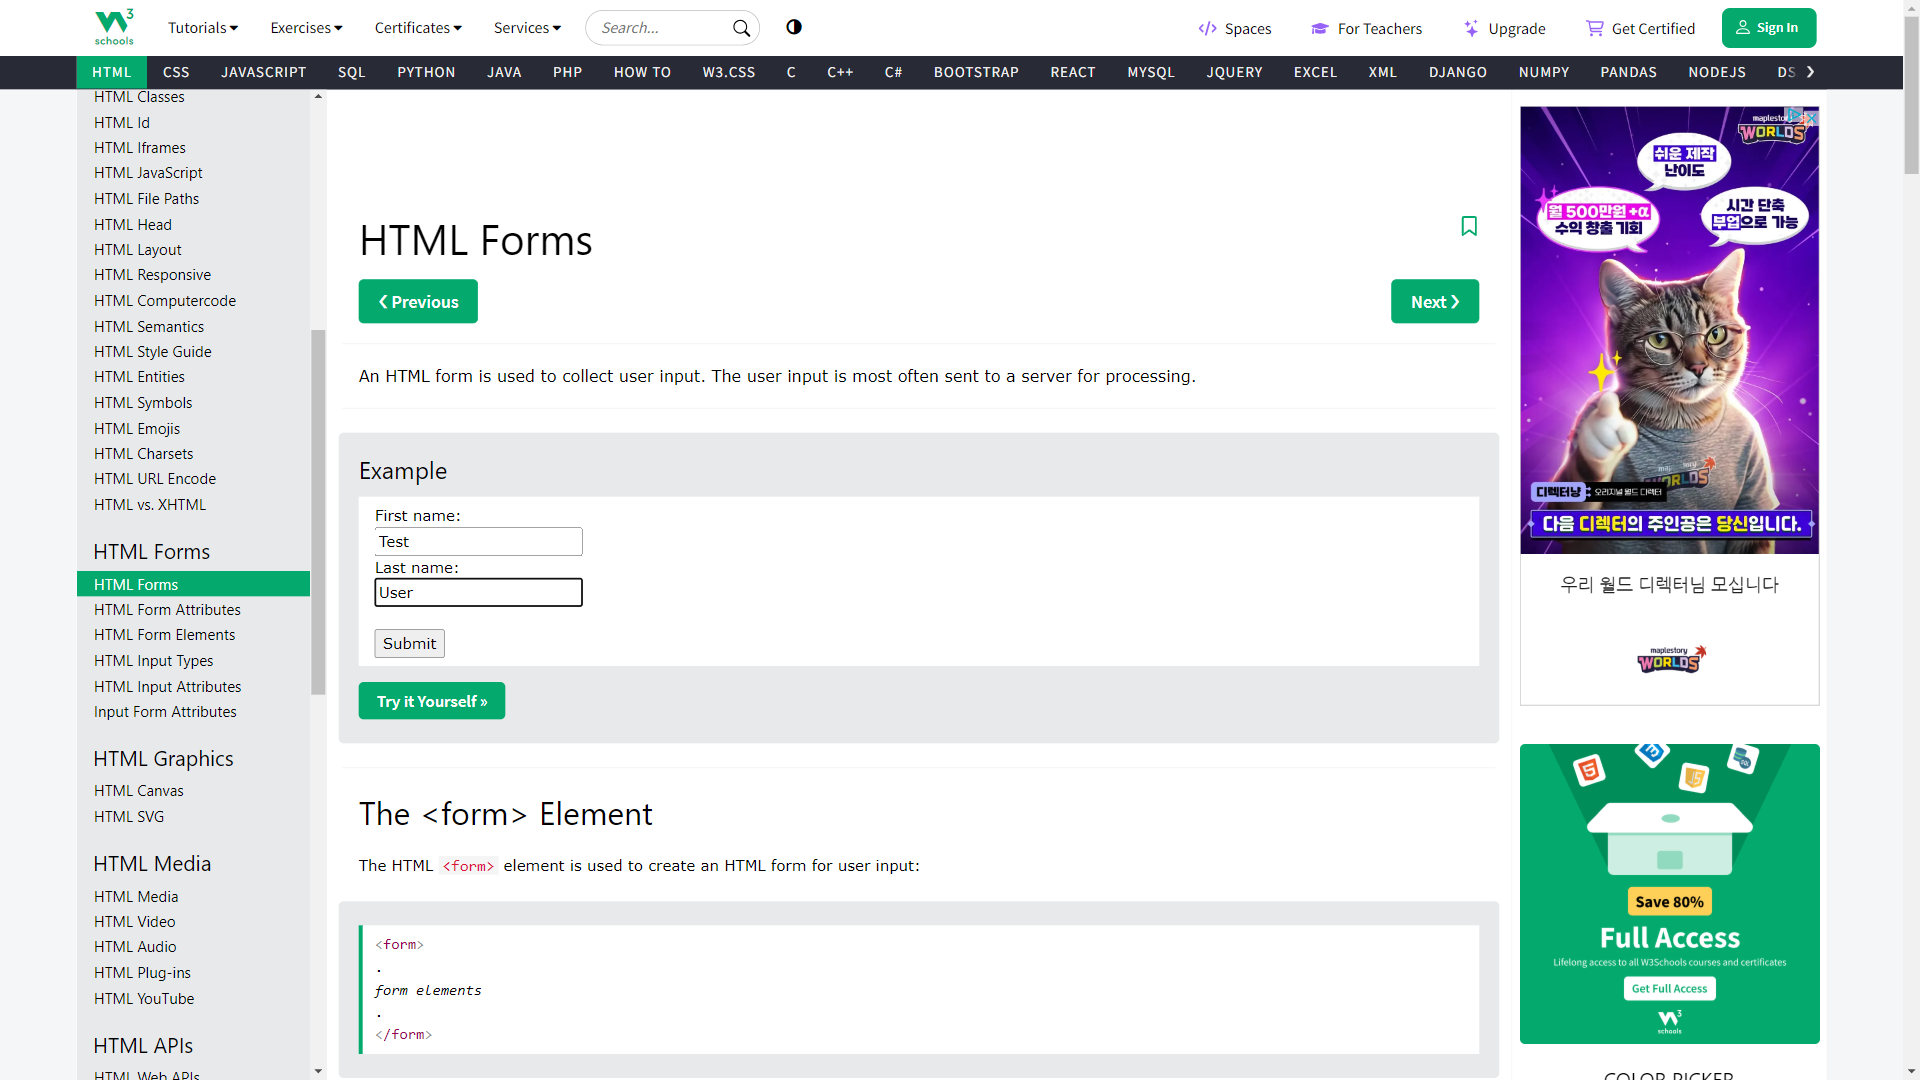 W3 schools
Tutorials
Exercises
Certificates
Services
Search...
Spaces
For Teachers
Upgrade
Get Certified
Sign In
HTML
CSS
JAVASCRIPT
SQL
PYTHON
JAVA
PHP
HOW TO
W3.CSS
C
C++
C#
BOOTSTRAP
REACT
MYSQL
JQUERY
EXCEL
XML
DJANGO
NUMPY
PANDAS
NODEJS
HTML Classes
HTML Id
HTML Iframes
HTML JavaScript
HTML File Paths
HTML Head
HTML Layout
HTML Responsive
HTML Computercode
HTML Semantics
HTML Style Guide
HTML Entities
HTML Symbols
HTML Emojis
HTML Charsets
HTML URL Encode
HTML vs. XHTML
HTML Forms
HTML Forms
HTML Form Attributes
HTML Form Elements
HTML Input Types
HTML Input Attributes
Input Form Attributes
HTML Graphics
HTML Canvas
HTML SVG
HTML Media
HTML Media
HTML Video
HTML Audio
HTML Plug-ins
HTML YouTube
HTML APIs
HTML Web APIs
HTML Forms
❮ Previous
Next ❯
An HTML form is used to collect user input. The user input is most often sent to a server for processing.
Example
First name:
Test
Last name:
User
Submit
Try it Yourself »
The <form> Element
The HTML <form> element is used to create an HTML form for user input:
<form>
.
form elements
.
</form>
maplestory
WORLDS
쉬운 제작
난이도
월 500만원 +α
수익 창출 기회
시간 단축
부업으로 가능
디렉터냥
오리지널 월드 디렉터
다음 디렉터의 주인공은 당신입니다.
우리 월드 디렉터님 모십니다
maplestory
WORLDS
Save 80%
Full Access
Lifelong access to all W3Schools courses and certificates
Get Full Access
W3 schools
COLOR PICKER